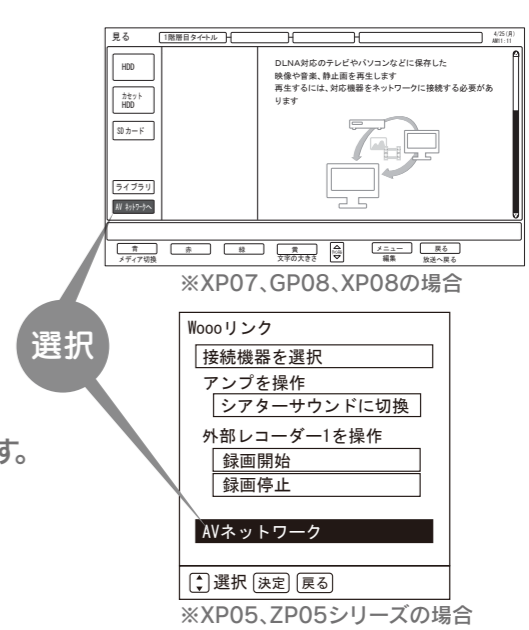 見る
1階層目タイトル
4/25(月)
AM11:11
HDD
カセット
HDD
SDカード
ライブラリ
AV ネットワークへ
DLNA対応のテレビやパソコンなどに保存した
映像や音楽、静止画を再生します
再生するには、対応機器をネットワークに接続する必要があ
ります
青 赤 緑 黄 メニュー 戻る
メディア切換 文字の大きさ 編集 放送へ戻る
※XP07、GP08、XP08の場合
選択
す。
Woooリンク
接続機器を選択
アンプを操作
シアターサウンドに切換
外部レコーダー1を操作
録画開始
録画停止
AVネットワーク
選択 決定 戻る
※XP05、ZP05シリーズの場合